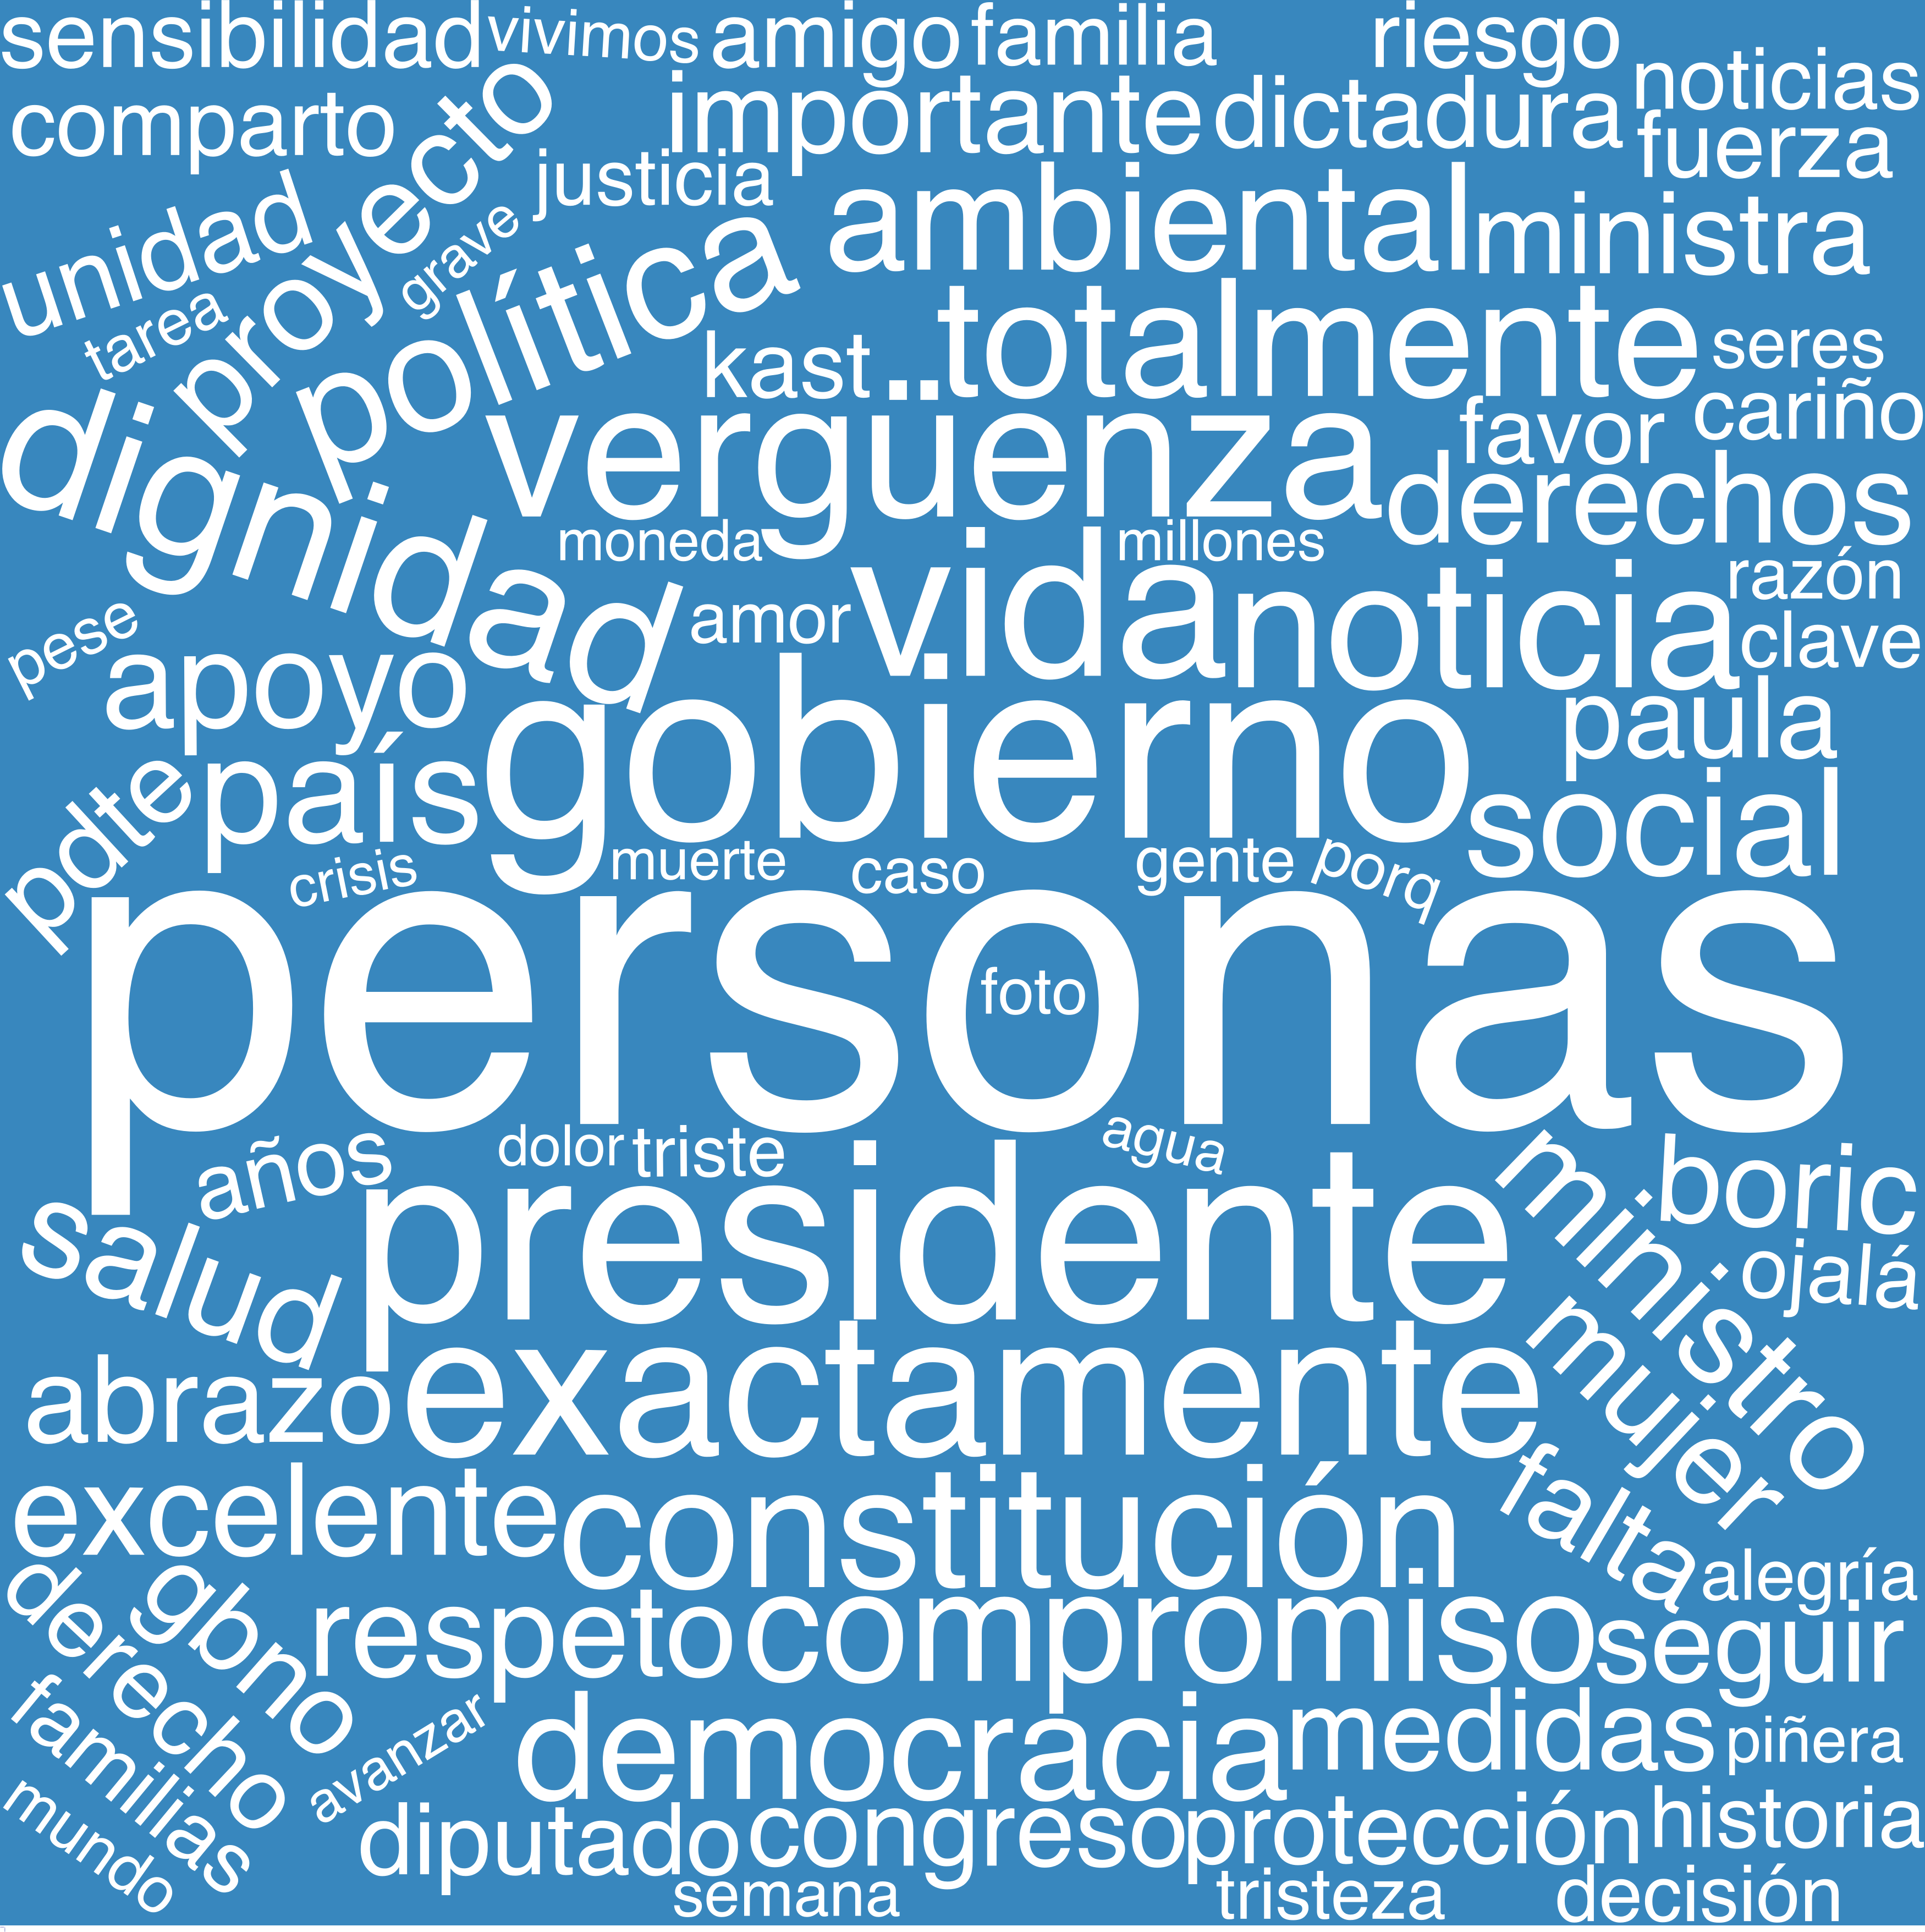 sensibilidad vivimos amigo familia riesgo
noticias
comparto proyecto importante dictadura
fuerza
justicia
unidad grave política ambiental ministra
tarea
kast totalmente seres
cariño
dignidad vergüenza favor
derechos
moneda millones
razón
pese amor vida noticia clave
apoyo paula
gobierno
pdte país social
crisis muerte caso gente porq
personas
foto
años dolor triste agua
presidente ministro boric
salud ojalá
abrazo exactamente mujer
excelente constitución falta
alegría
derecho gbno respeto compromiso seguir
familias avanzar democracia medidas piñera
mundo diputado congreso protección historia
semana tristeza decisión